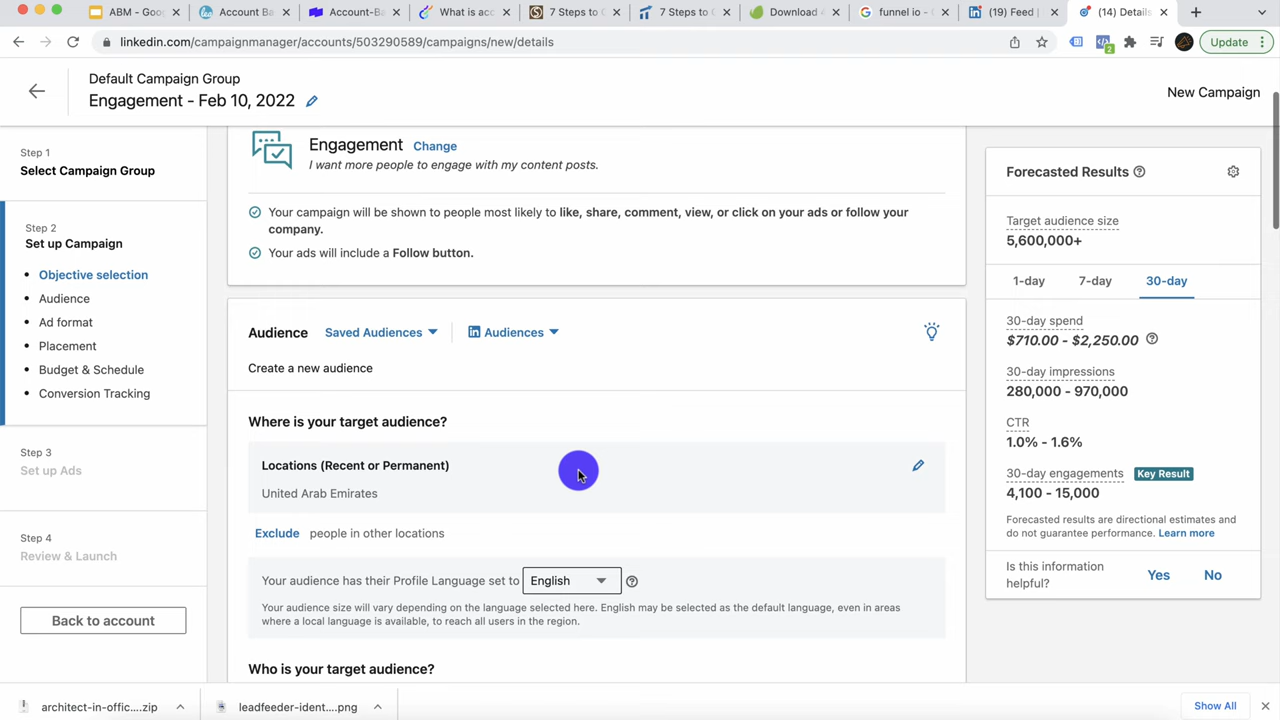 ABM - Goo
Account Ba
Account-Ba
What is acc
7 Steps to C
7 Steps to C
Download 4
funnel io - G
(19) Feed |
(14) Details
linkedin.com/campaignmanager/accounts/503290589/campaigns/new/details
2
Update
Default Campaign Group
Engagement - Feb 10, 2022
New Campaign
Step 1
Select Campaign Group
Step 2
Set up Campaign
• Objective selection
• Audience
• Ad format
• Placement
• Budget & Schedule
• Conversion Tracking
Step 3
Set up Ads
Step 4
Review & Launch
Back to account
Engagement Change
I want more people to engage with my content posts.
Your campaign will be shown to people most likely to like, share, comment, view, or click on your ads or follow your
company.
Your ads will include a Follow button.
Audience Saved Audiences in Audiences
Create a new audience
Where is your target audience?
Locations (Recent or Permanent)
United Arab Emirates
Exclude people in other locations
Your audience has their Profile Language set to English
Your audience size will vary depending on the language selected here. English may be selected as the default language, even in areas
where a local language is available, to reach all users in the region.
Who is your target audience?
Forecasted Results
Target audience size
5,600,000+
1-day 7-day 30-day
30-day spend
$710.00 - $2,250.00
30-day impressions
280,000 - 970,000
CTR
1.0% - 1.6%
30-day engagements Key Result
4,100 - 15,000
Forecasted results are directional estimates and
do not guarantee performance. Learn more
Is this information
helpful?
Yes No
architect-in-offic....zip
leadfeeder-ident....png
Show All